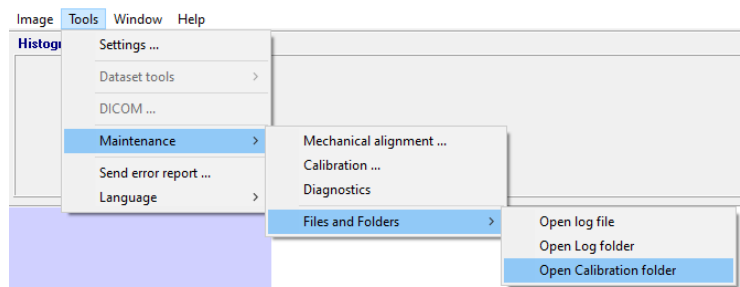 Image Tools Window Help
Histogr
Settings ...
Dataset tools
DICOM ...
Maintenance
Send error report ...
Language
Mechanical alignment ...
Calibration ...
Diagnostics
Files and Folders
Open log file
Open Log folder
Open Calibration folder